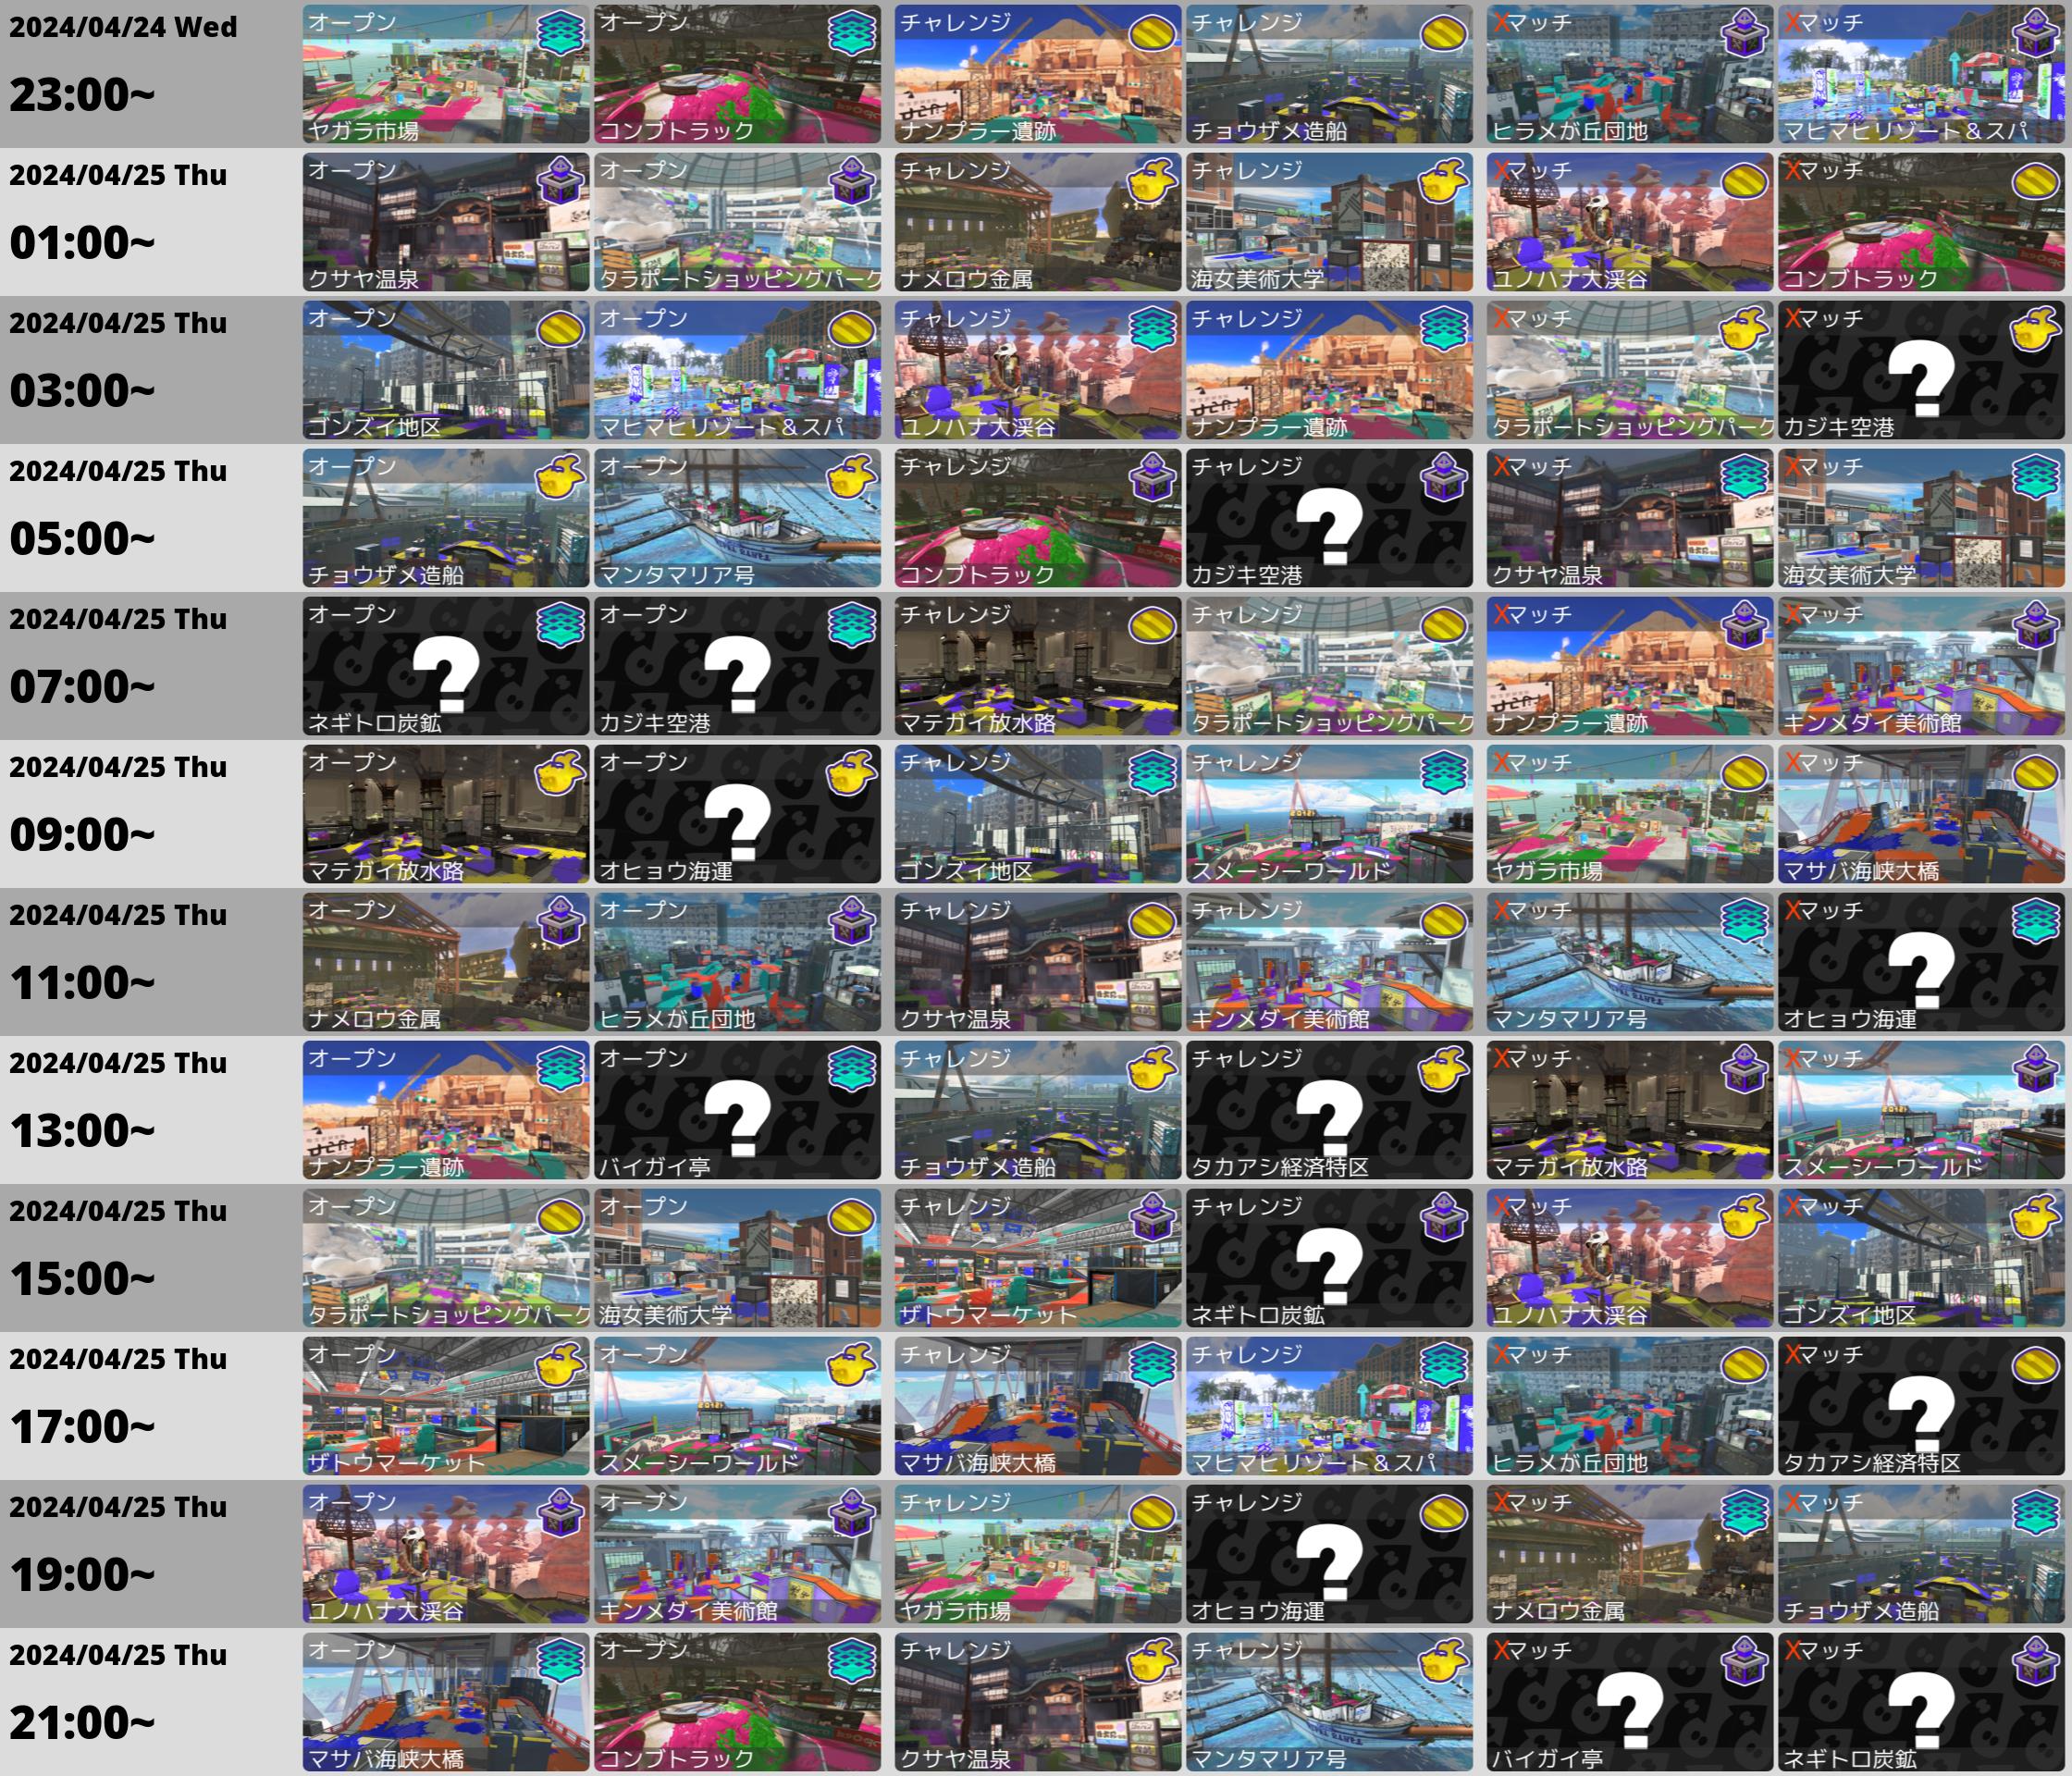 2024/04/24 Wed
23:00~
オープン オープン チャレンジ チャレンジ Xマッチ Xマッチ
ヤガラ市場 コンブトラック ナンプラー遺跡 チョウザメ造船 ヒラメが丘団地 マヒマヒリゾート＆スパ
2024/04/25 Thu
01:00~
オープン オープン チャレンジ チャレンジ Xマッチ Xマッチ
クサヤ温泉 タラポートショッピングパーク ナメロウ金属 海女美術大学 ユノハナ大渓谷 コンブトラック
2024/04/25 Thu
03:00~
オープン オープン チャレンジ チャレンジ Xマッチ Xマッチ
?
ゴンズイ地区 マヒマヒリゾート＆スパ ユノハナ大渓谷 ナンプラー遺跡 タラポートショッピングパーク カジキ空港
2024/04/25 Thu
05:00~
オープン オープン チャレンジ チャレンジ Xマッチ Xマッチ
?
チョウザメ造船 マンタマリア号 コンブトラック カジキ空港 クサヤ温泉 海女美術大学
2024/04/25 Thu
07:00~
オープン オープン チャレンジ チャレンジ Xマッチ Xマッチ
? ?
ネギトロ炭鉱 カジキ空港 マテガイ放水路 タラポートショッピングパーク ナンプラー遺跡 キンメダイ美術館
2024/04/25 Thu
09:00~
オープン オープン チャレンジ チャレンジ Xマッチ Xマッチ
?
マテガイ放水路 オヒョウ海運 ゴンズイ地区 スメーシーワールド ヤガラ市場 マサバ海峡大橋
2024/04/25 Thu
11:00~
オープン オープン チャレンジ チャレンジ Xマッチ Xマッチ
?
ナメロウ金属 ヒラメが丘団地 クサヤ温泉 キンメダイ美術館 マンタマリア号 オヒョウ海運
2024/04/25 Thu
13:00~
オープン オープン チャレンジ チャレンジ Xマッチ Xマッチ
? ?
ナンプラー遺跡 バイガイ亭 チョウザメ造船 タカアシ経済特区 マテガイ放水路 スメーシーワールド
2024/04/25 Thu
15:00~
オープン オープン チャレンジ チャレンジ Xマッチ Xマッチ
?
タラポートショッピングパーク 海女美術大学 ザトウマーケット ネギトロ炭鉱 ユノハナ大渓谷 ゴンズイ地区
2024/04/25 Thu
17:00~
オープン オープン チャレンジ チャレンジ Xマッチ Xマッチ
?
ザトウマーケット スメーシーワールド マサバ海峡大橋 マヒマヒリゾート＆スパ ヒラメが丘団地 タカアシ経済特区
2024/04/25 Thu
19:00~
オープン オープン チャレンジ チャレンジ Xマッチ Xマッチ
?
ユノハナ大渓谷 キンメダイ美術館 ヤガラ市場 オヒョウ海運 ナメロウ金属 チョウザメ造船
2024/04/25 Thu
21:00~
オープン オープン チャレンジ チャレンジ Xマッチ Xマッチ
? ?
マサバ海峡大橋 コンブトラック クサヤ温泉 マンタマリア号 バイガイ亭 ネギトロ炭鉱